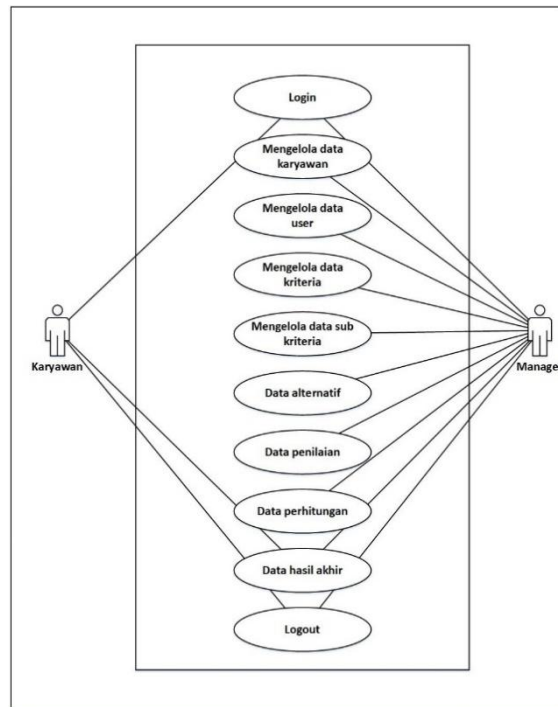 Login
Mengelola data
karyawan
Mengelola data
user
Mengelola data
kriteria
Mengelola data sub
kriteria
Karyawan
Manage
Data alternatif
Data penilaian
Data perhitungan
Data hasil akhir
Logout